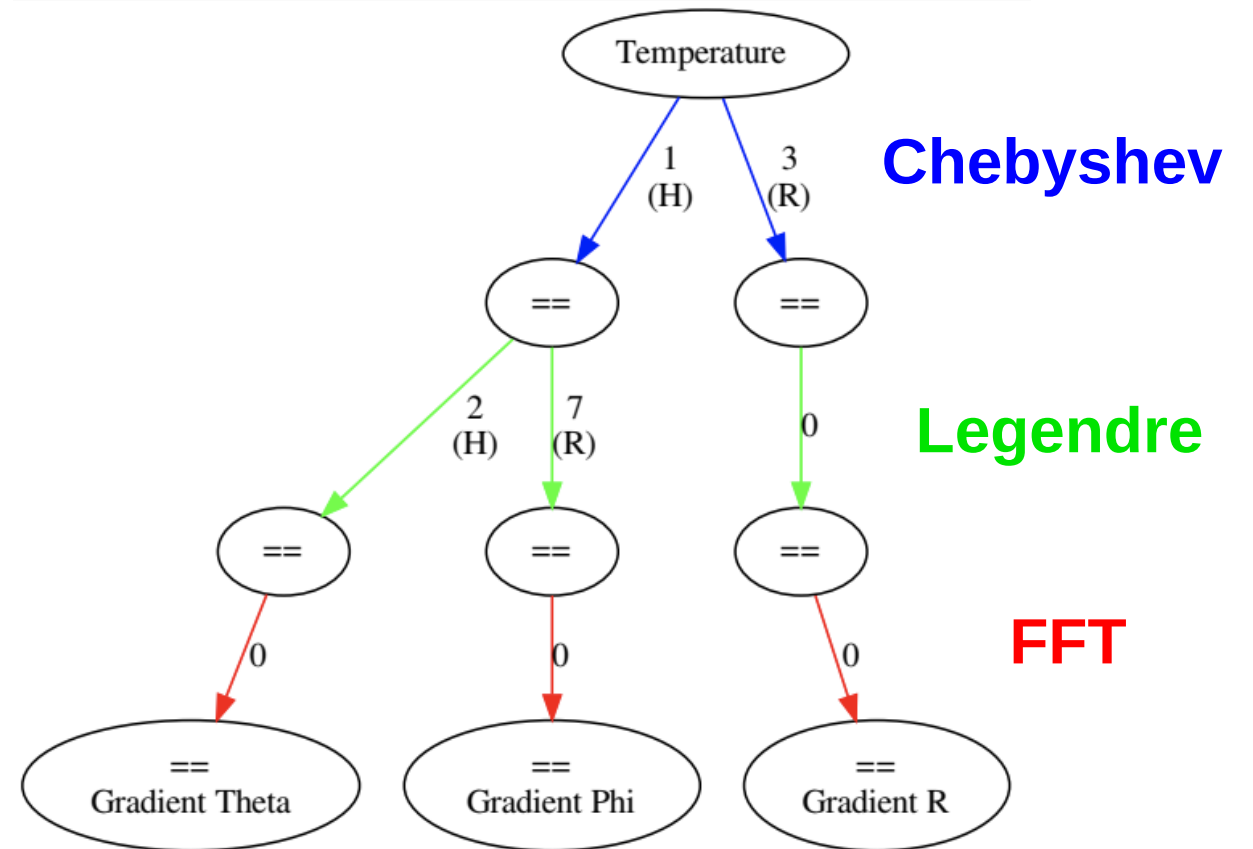 Temperature
Chebyshev
1
(H)
3
(R)
==
==
2
(H)
7
(R)
0
Legendre
==
==
==
FFT
0
0
0
==
Gradient Theta
==
Gradient Phi
==
Gradient R